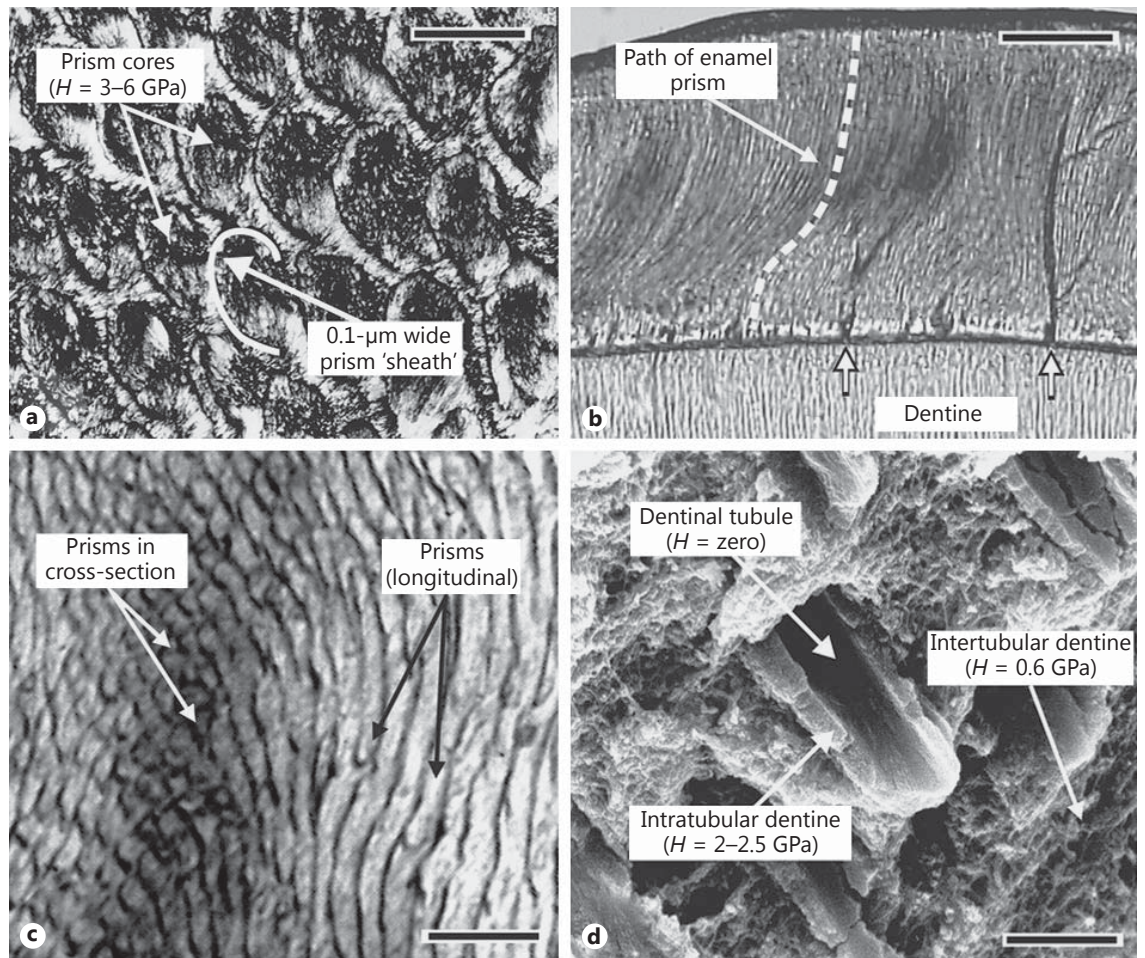 Prism cores
(H = 3–6 GPa)
0.1-µm wide
prism ‘sheath’
a
Path of enamel
prism
Dentine
b
Prisms in
cross-section
Prisms
(longitudinal)
c
Dentinal tubule
(H = zero)
Intertubular dentine
(H = 0.6 GPa)
Intratubular dentine
(H = 2–2.5 GPa)
d